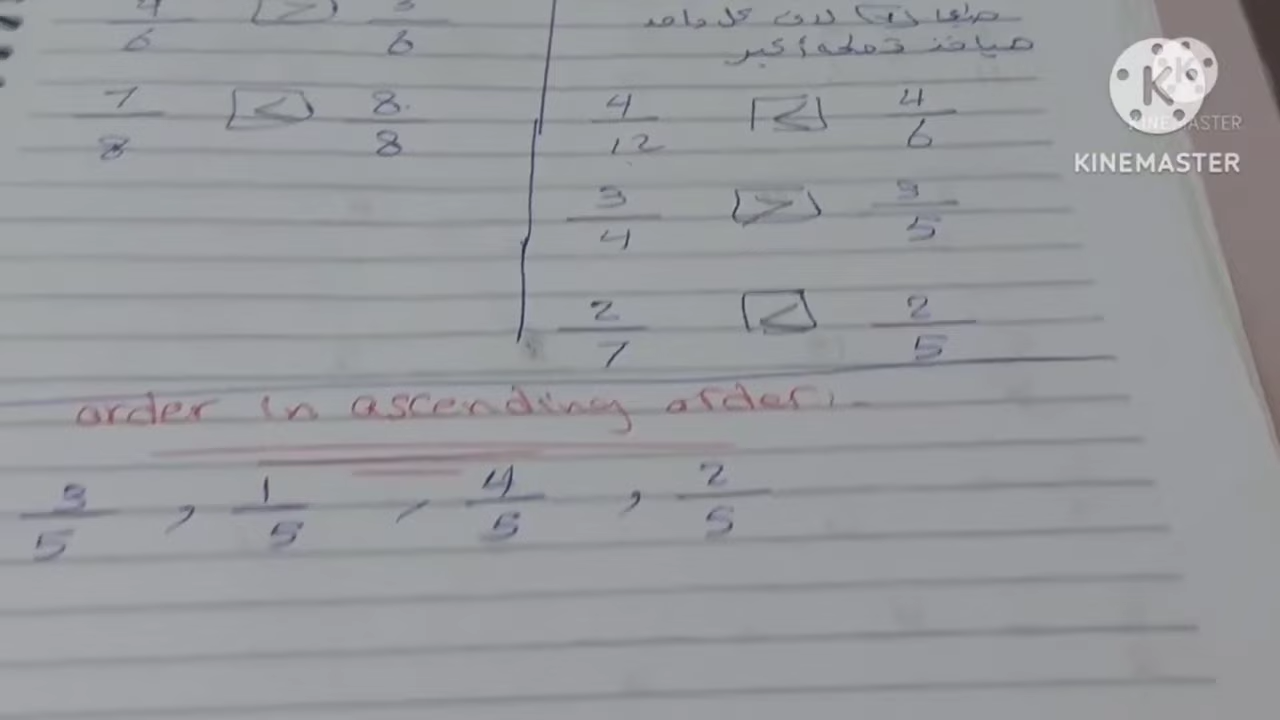 4/6 > 3/6
7/8 < 8/8
4/12 < 4/6
3/4 > 3/5
2/7 < 2/5
order in ascending order.
3/5 , 1/5 , 4/5 , 2/5
KINEMASTER
KINEMASTER